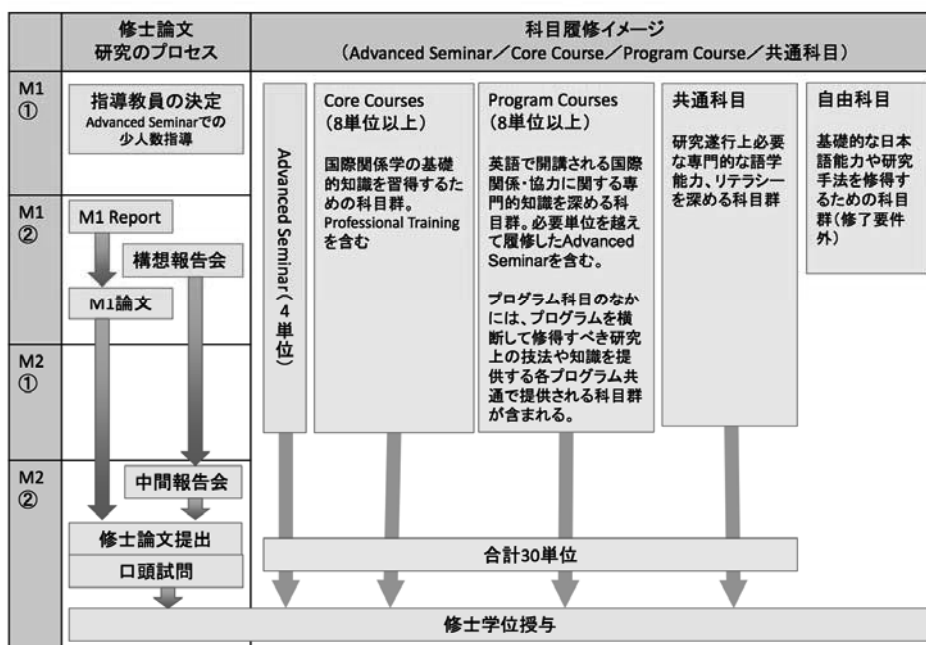 修士論文
研究のプロセス
科目履修イメージ
（Advanced Seminar／Core Course／Program Course／共通科目）
M1
①
指導教員の決定
Advanced Seminarでの
少人数指導
M1
②
M1 Report
構想報告会
M1論文
M2
①
M2
②
中間報告会
修士論文提出
口頭試問
Advanced Seminar（4単位）
Core Courses
（8単位以上）
国際関係学の基礎
的知識を習得するた
めの科目群。
Professional Training
を含む
Program Courses
（8単位以上）
英語で開講される国際
関係・協力に関する専
門的知識を深める科
目群。必要単位を越え
て履修したAdvanced
Seminarを含む。
プログラム科目のなか
には、プログラムを横
断して修得すべき研究
上の技法や知識を提
供する各プログラム共
通で提供される科目群
が含まれる。
共通科目
研究遂行上必要
な専門的な語学
能力、リテラシー
を深める科目群
自由科目
基礎的な日本
語能力や研究
手法を修得す
るための科目
群（修了要件
外）
合計30単位
修士学位授与